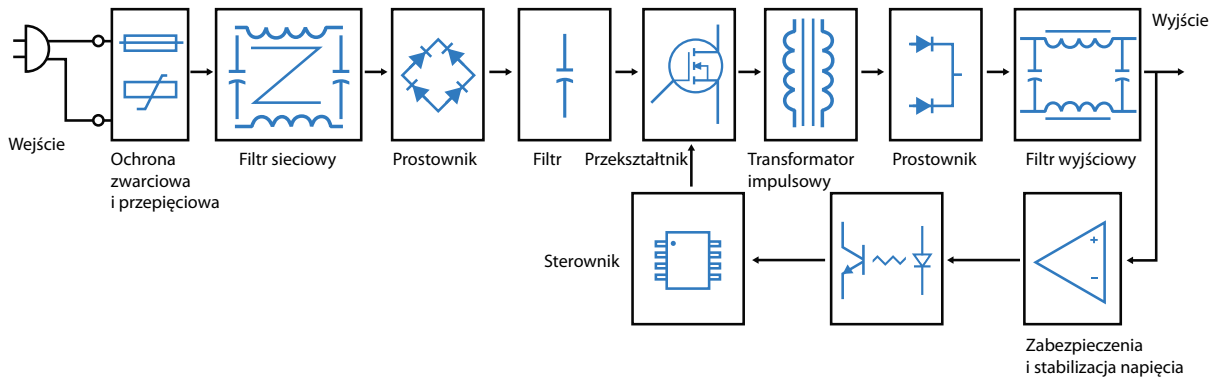 Wyjście
Wejście
Ochrona
zwarciowa
i przepięciowa
Filtr sieciowy
Prostownik
Filtr
Przekształtnik
Transformator
impulsowy
Prostownik
Filtr wyjściowy
Sterownik
+
-
Zabezpieczenia
i stabilizacja napięcia